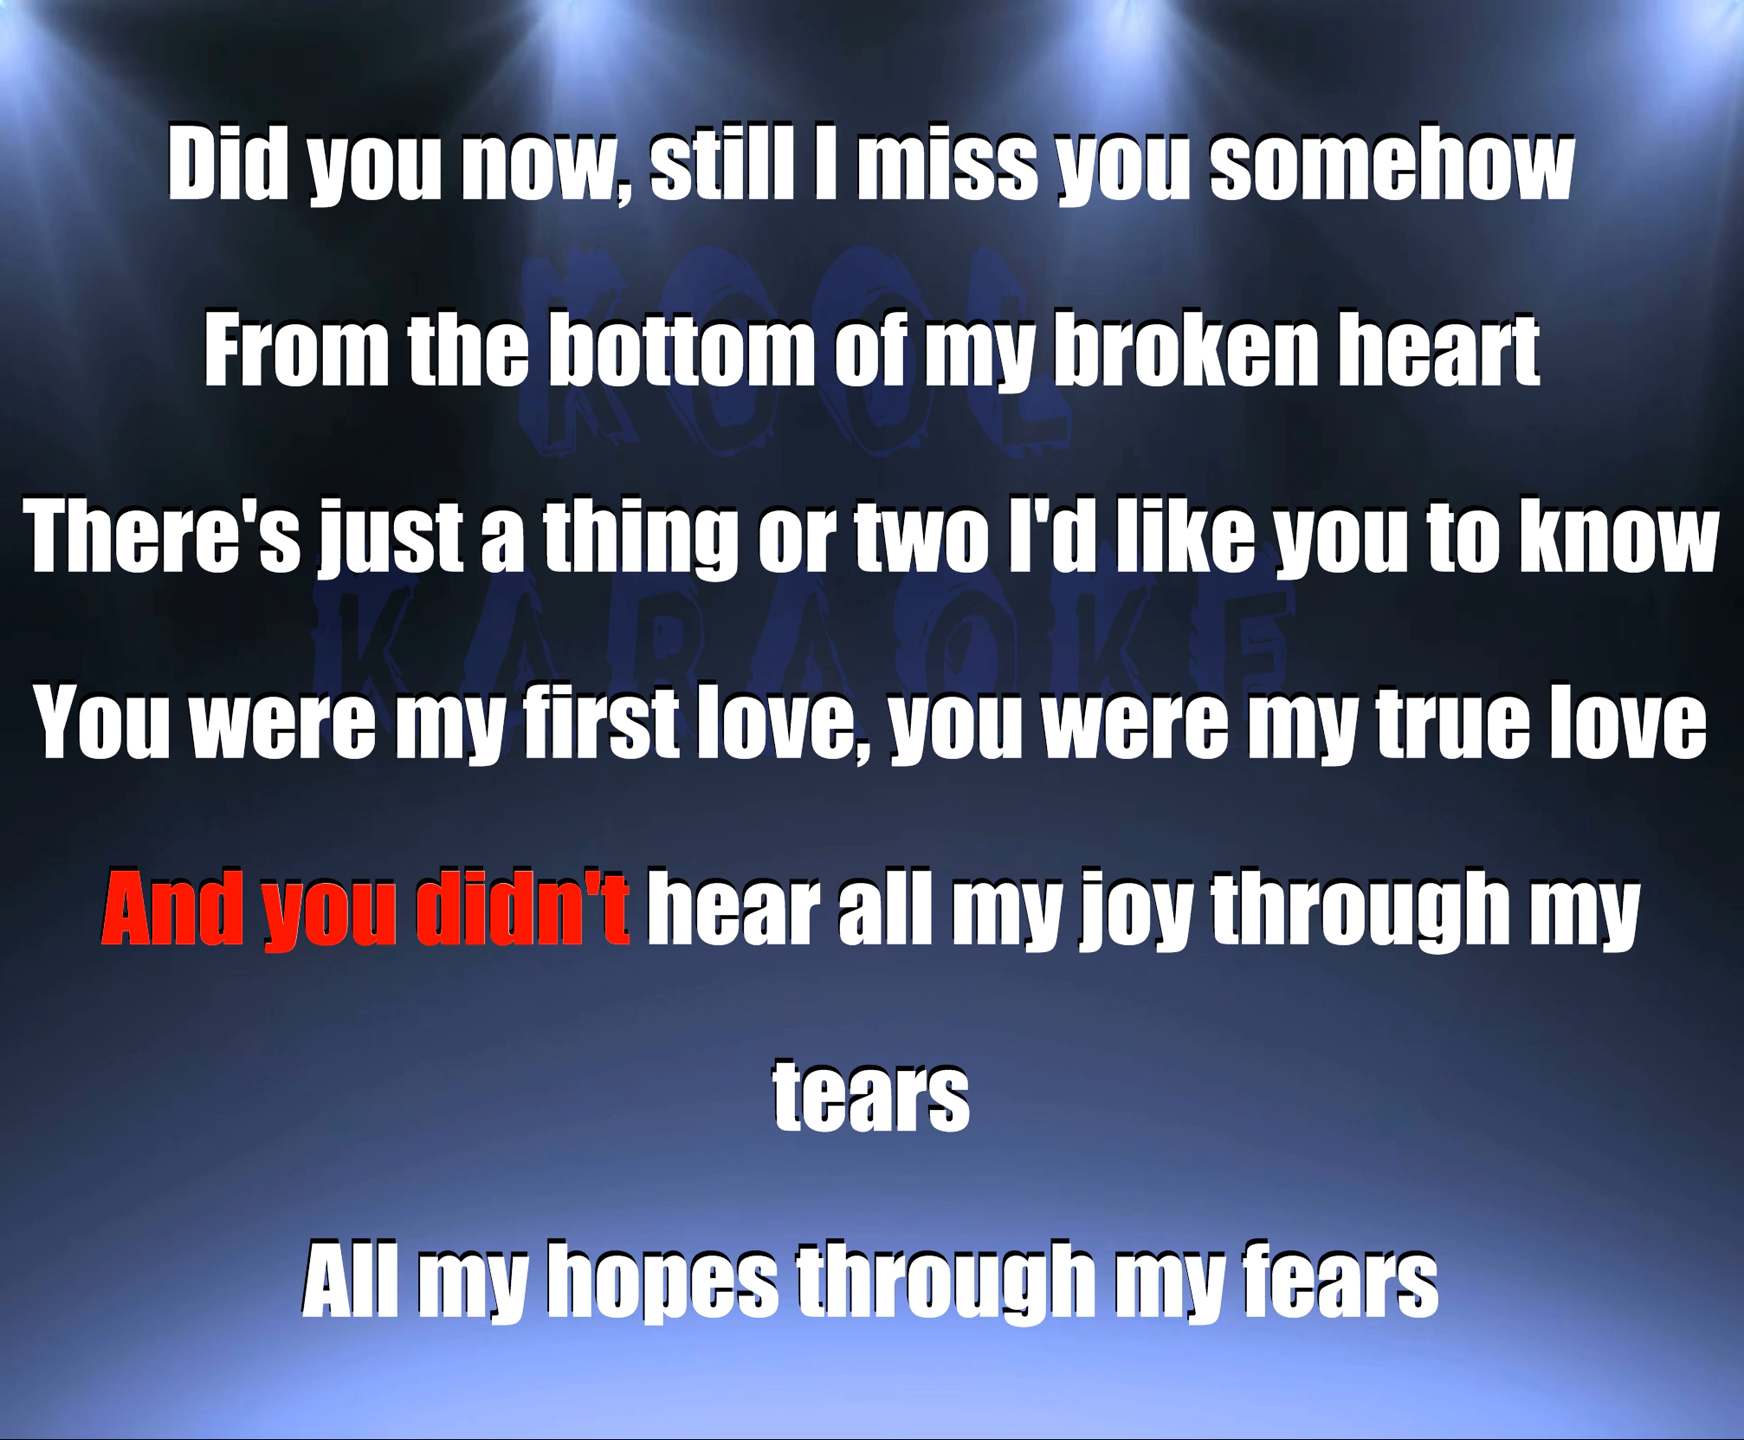 Did you now, still I miss you somehow
From the bottom of my broken heart
There's just a thing or two I'd like you to know
You were my first love, you were my true love
And you didn't hear all my joy through my
tears
All my hopes through my fears
KOOL
KARAOKE